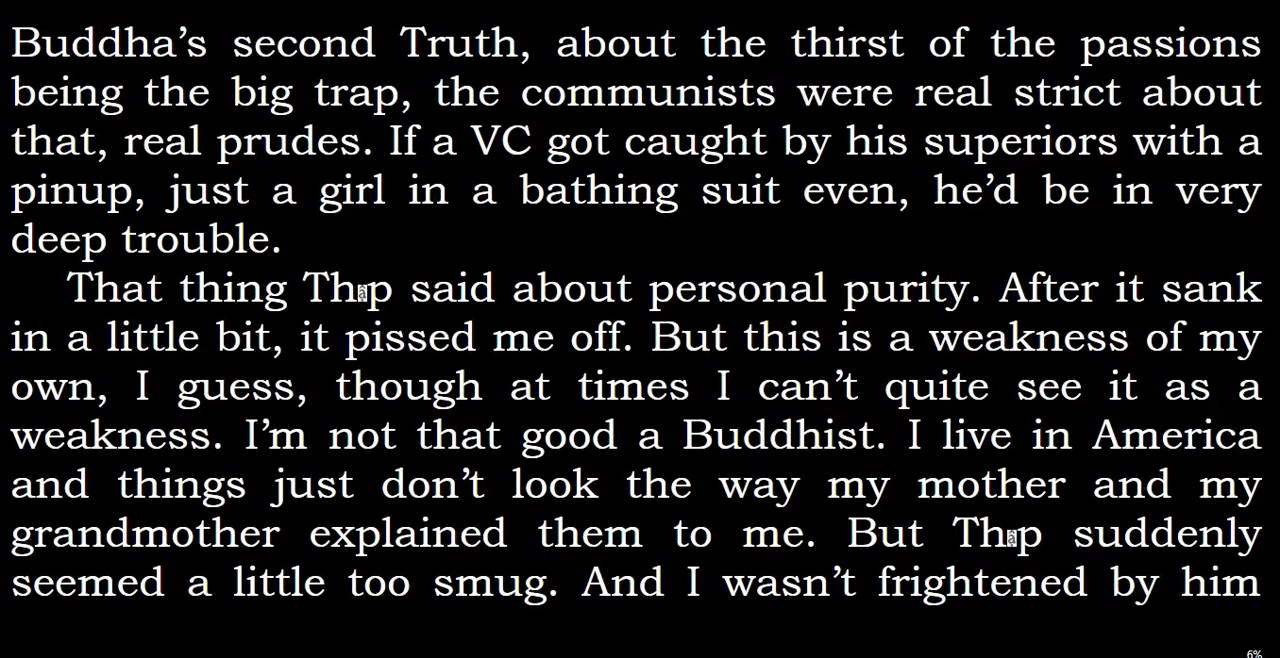 Buddha’s second Truth, about the thirst of the passions
being the big trap, the communists were real strict about
that, real prudes. If a VC got caught by his superiors with a
pinup, just a girl in a bathing suit even, he’d be in very
deep trouble.
That thing Thập said about personal purity. After it sank
in a little bit, it pissed me off. But this is a weakness of my
own, I guess, though at times I can’t quite see it as a
weakness. I’m not that good a Buddhist. I live in America
and things just don’t look the way my mother and my
grandmother explained them to me. But Thập suddenly
seemed a little too smug. And I wasn’t frightened by him
6%